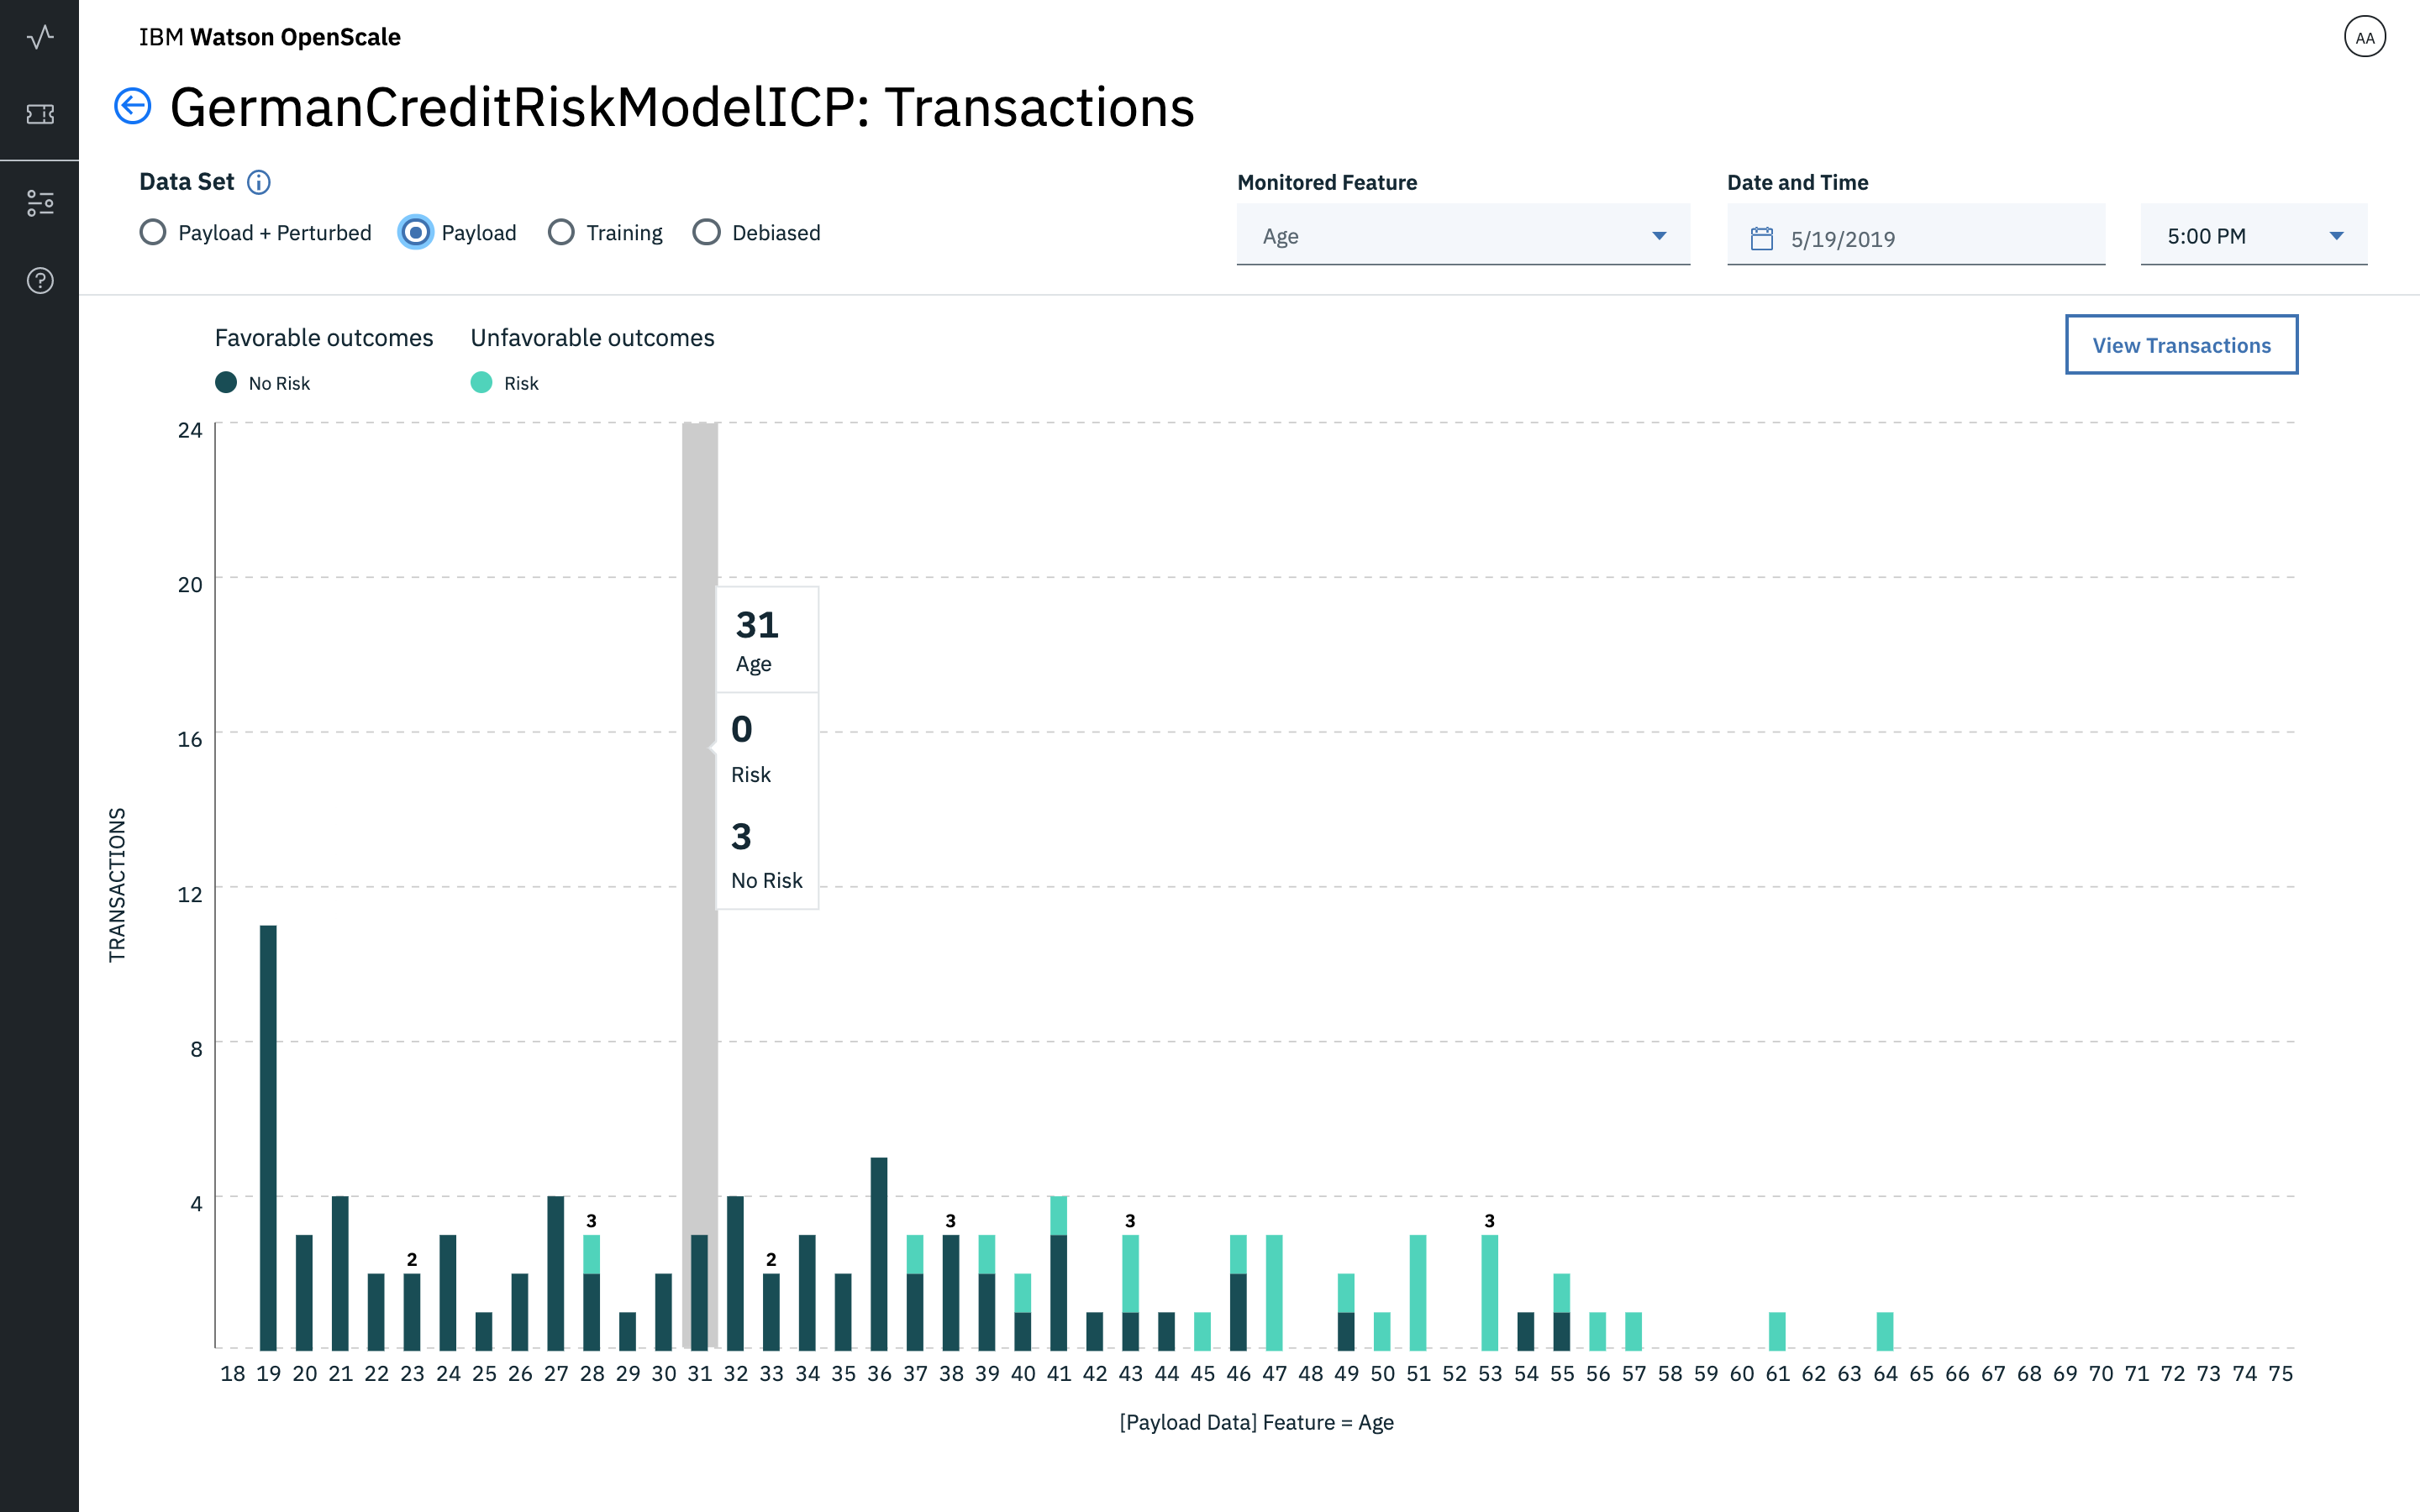 IBM Watson OpenScale
AA
GermanCreditRiskModelICP: Transactions
Data Set
Monitored Feature
Date and Time
Payload + Perturbed
Payload
Training
Debiased
Age
5/19/2019
5:00 PM
Favorable outcomes
Unfavorable outcomes
No Risk
Risk
View Transactions
24
20
16
12
8
4
TRANSACTIONS
31
Age
0
Risk
3
No Risk
2 3 2 3 3 3
18 19 20 21 22 23 24 25 26 27 28 29 30 31 32 33 34 35 36 37 38 39 40 41 42 43 44 45 46 47 48 49 50 51 52 53 54 55 56 57 58 59 60 61 62 63 64 65 66 67 68 69 70 71 72 73 74 75
[Payload Data] Feature = Age